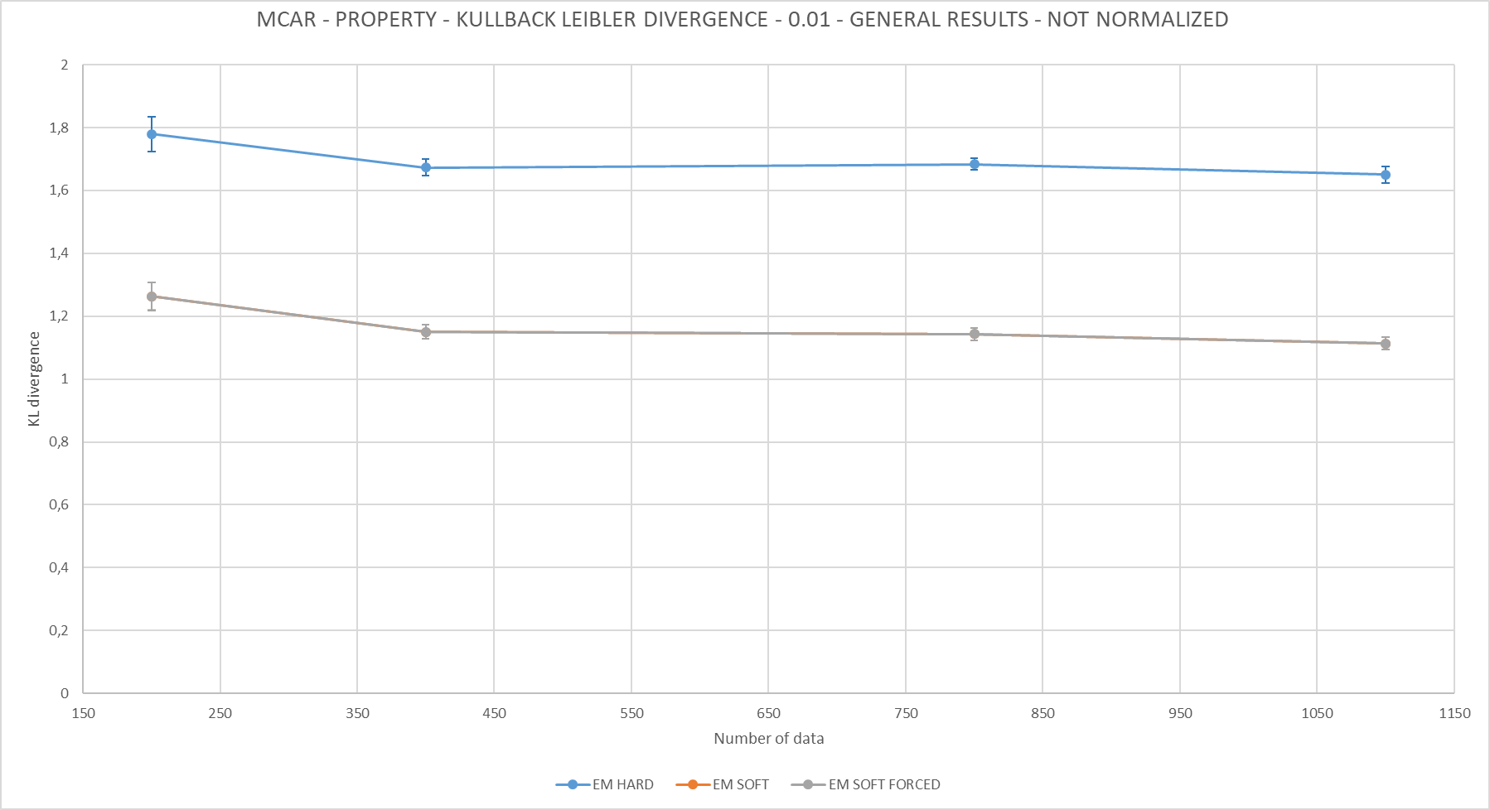 MCAR - PROPERTY - KULLBACK LEIBLER DIVERGENCE - 0.01 - GENERAL RESULTS - NOT NORMALIZED
2
1,8
1,6
1,4
1,2
1
0,8
0,6
0,4
0,2
0
KL divergence
150 250 350 450 550 650 750 850 950 1050 1150
Number of data
EM HARD EM SOFT EM SOFT FORCED